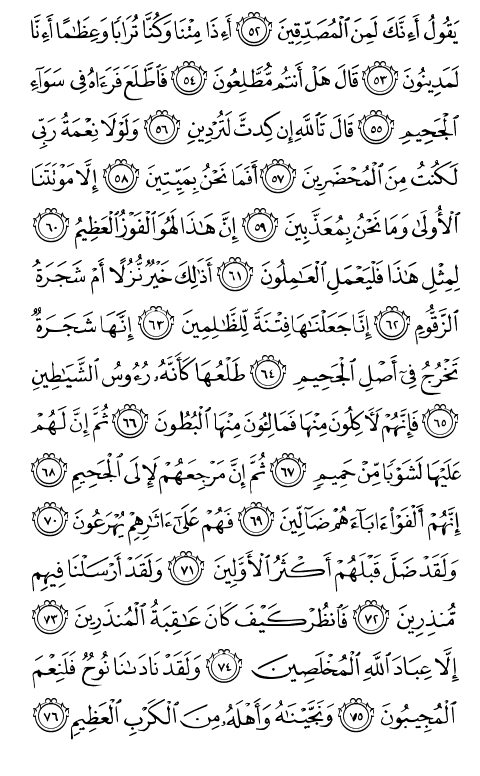 يَقُولُ أَءِنَّكَ لَمِنَ ٱلْمُصَدِّقِينَ ٥٢ أَءِذَا مِتْنَا وَكُنَّا تُرَابًا وَعِظَٰمًا أَءِنَّا
لَمَدِينُونَ ٥٣ قَالَ هَلْ أَنتُم مُّطَّلِعُونَ ٥٤ فَٱطَّلَعَ فَرَءَاهُ فِى سَوَآءِ
ٱلْجَحِيمِ ٥٥ قَالَ تَٱللَّهِ إِن كِدتَّ لَتُرْدِينِ ٥٦ وَلَوْلَا نِعْمَةُ رَبِّى
لَكُنتُ مِنَ ٱلْمُحْضَرِينَ ٥٧ أَفَمَا نَحْنُ بِمَيِّتِينَ ٥٨ إِلَّا مَوْتَتَنَا
ٱلْأُولَىٰ وَمَا نَحْنُ بِمُعَذَّبِينَ ٥٩ إِنَّ هَٰذَا لَهُوَ ٱلْفَوْزُ ٱلْعَظِيمُ ٦٠
لِمِثْلِ هَٰذَا فَلْيَعْمَلِ ٱلْعَٰمِلُونَ ٦١ أَذَٰلِكَ خَيْرٌ نُّزُلًا أَمْ شَجَرَةُ
ٱلزَّقُّومِ ٦٢ إِنَّا جَعَلْنَٰهَا فِتْنَةً لِّلظَّٰلِمِينَ ٦٣ إِنَّهَا شَجَرَةٌ
تَخْرُجُ فِىٓ أَصْلِ ٱلْجَحِيمِ ٦٤ طَلْعُهَا كَأَنَّهُۥ رُءُوسُ ٱلشَّيَٰطِينِ
٦٥ فَإِنَّهُمْ لَءَاكِلُونَ مِنْهَا فَمَالِـُٔونَ مِنْهَا ٱلْبُطُونَ ٦٦ ثُمَّ إِنَّ لَهُمْ
عَلَيْهَا لَشَوْبًا مِّنْ حَمِيمٍ ٦٧ ثُمَّ إِنَّ مَرْجِعَهُمْ لَإِلَى ٱلْجَحِيمِ ٦٨
إِنَّهُمْ أَلْفَوْا۟ ءَابَآءَهُمْ ضَآلِّينَ ٦٩ فَهُمْ عَلَىٰٓ ءَاثَٰرِهِمْ يُهْرَعُونَ ٧٠
وَلَقَدْ ضَلَّ قَبْلَهُمْ أَكْثَرُ ٱلْأَوَّلِينَ ٧١ وَلَقَدْ أَرْسَلْنَا فِيهِم
مُّنذِرِينَ ٧٢ فَٱنظُرْ كَيْفَ كَانَ عَٰقِبَةُ ٱلْمُنذَرِينَ ٧٣
إِلَّا عِبَادَ ٱللَّهِ ٱلْمُخْلَصِينَ ٧٤ وَلَقَدْ نَادَىٰنَا نُوحٌ فَلَنِعْمَ
ٱلْمُجِيبُونَ ٧٥ وَنَجَّيْنَٰهُ وَأَهْلَهُۥ مِنَ ٱلْكَرْبِ ٱلْعَظِيمِ ٧٦